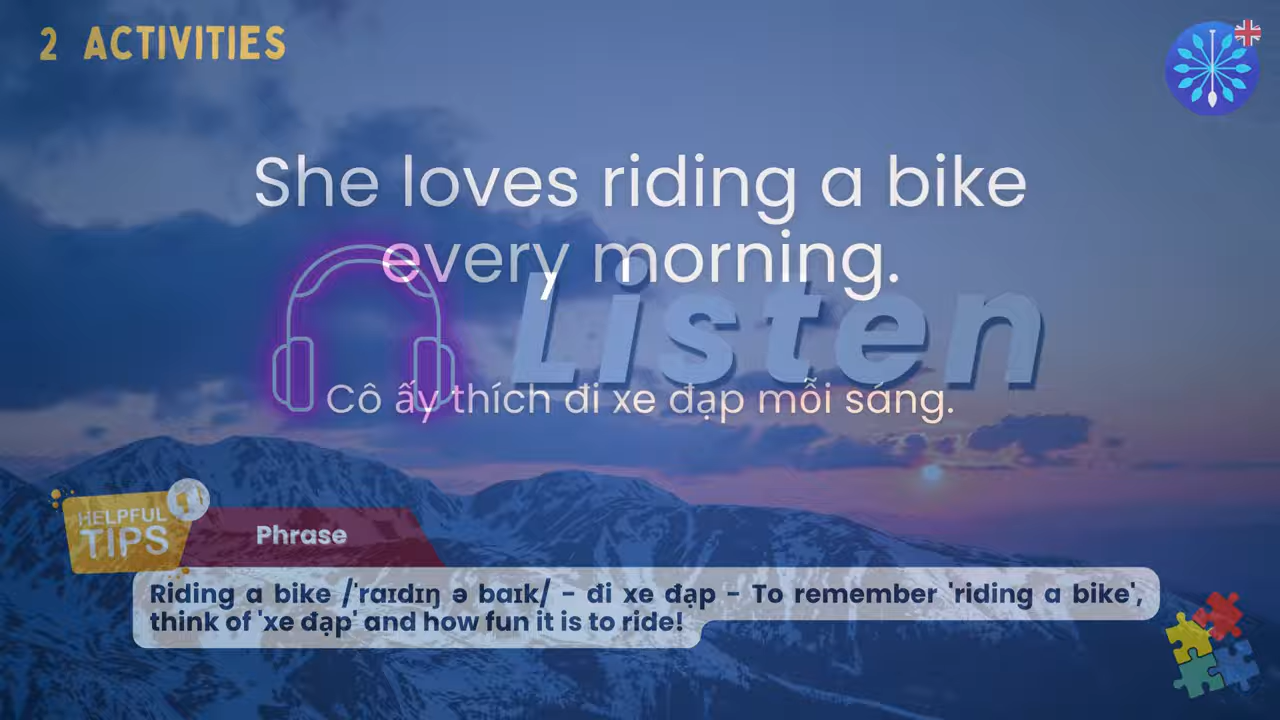 2 ACTIVITIES
She loves riding a bike
every morning.
Listen
Cô ấy thích đi xe đạp mỗi sáng.
HELPFUL
TIPS
1
Phrase
Riding a bike /ˈraɪdɪŋ ə baɪk/ - đi xe đạp - To remember 'riding a bike',
think of 'xe đạp' and how fun it is to ride!